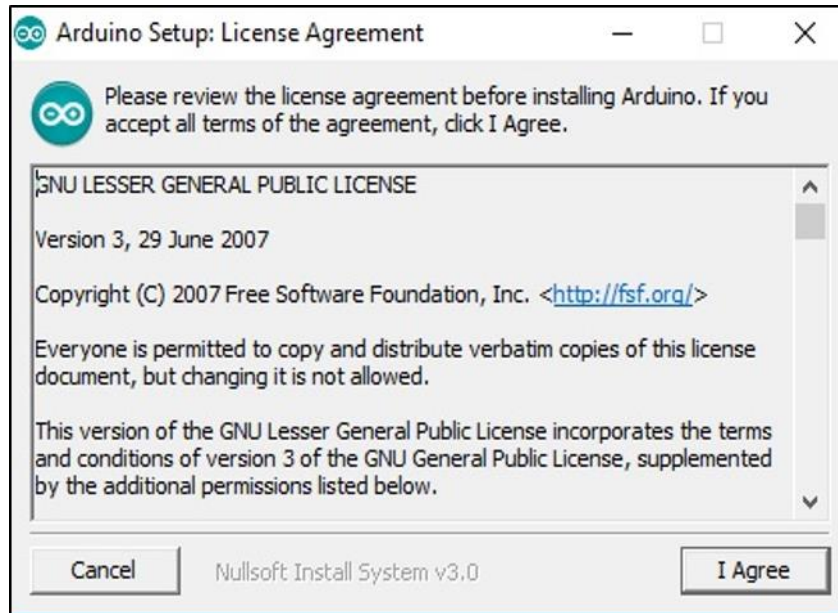 Arduino Setup: License Agreement
Please review the license agreement before installing Arduino. If you
accept all terms of the agreement, click I Agree.
GNU LESSER GENERAL PUBLIC LICENSE
Version 3, 29 June 2007
Copyright (C) 2007 Free Software Foundation, Inc. <http://fsf.org/>
Everyone is permitted to copy and distribute verbatim copies of this license
document, but changing it is not allowed.
This version of the GNU Lesser General Public License incorporates the terms
and conditions of version 3 of the GNU General Public License, supplemented
by the additional permissions listed below.
Cancel
Nullsoft Install System v3.0
I Agree